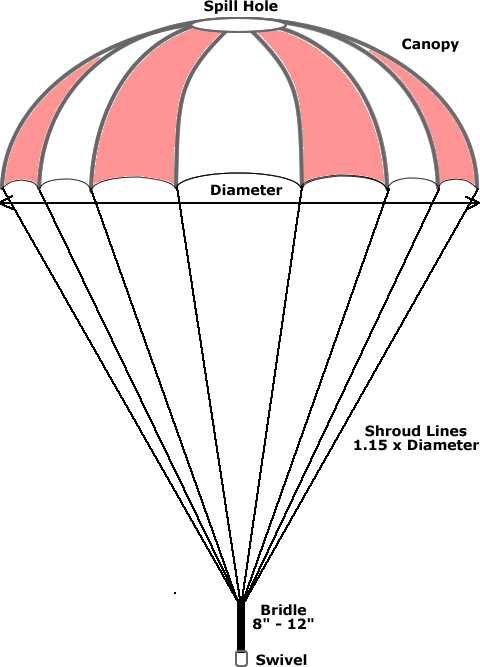 Spill Hole
Canopy
Diameter
Shroud Lines
1.15 x Diameter
Bridle
8" - 12"
Swivel